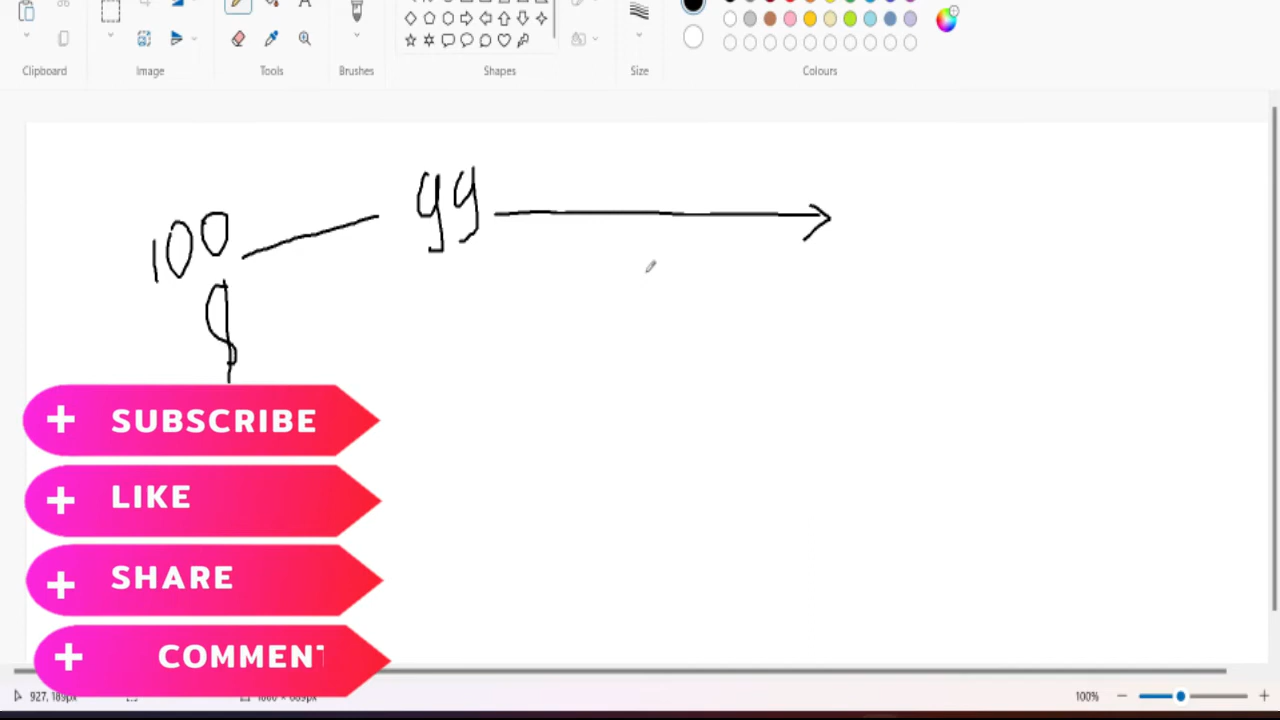 Clipboard
Image
Tools
Brushes
Shapes
Size
Colours
100 99
9
SUBSCRIBE
LIKE
SHARE
COMMENT
100%